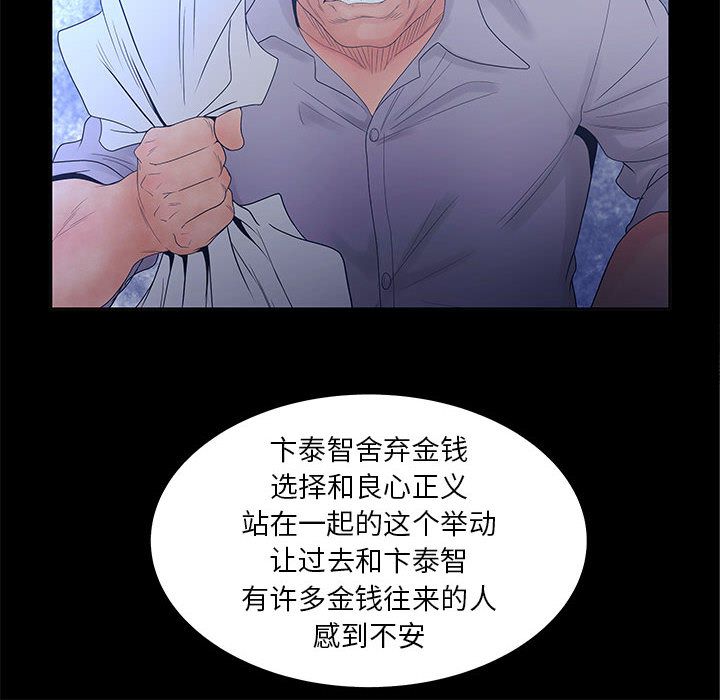 卞泰智舍弃金钱
选择和良心正义
站在一起的这个举动
让过去和卞泰智
有许多金钱往来的人
感到不安